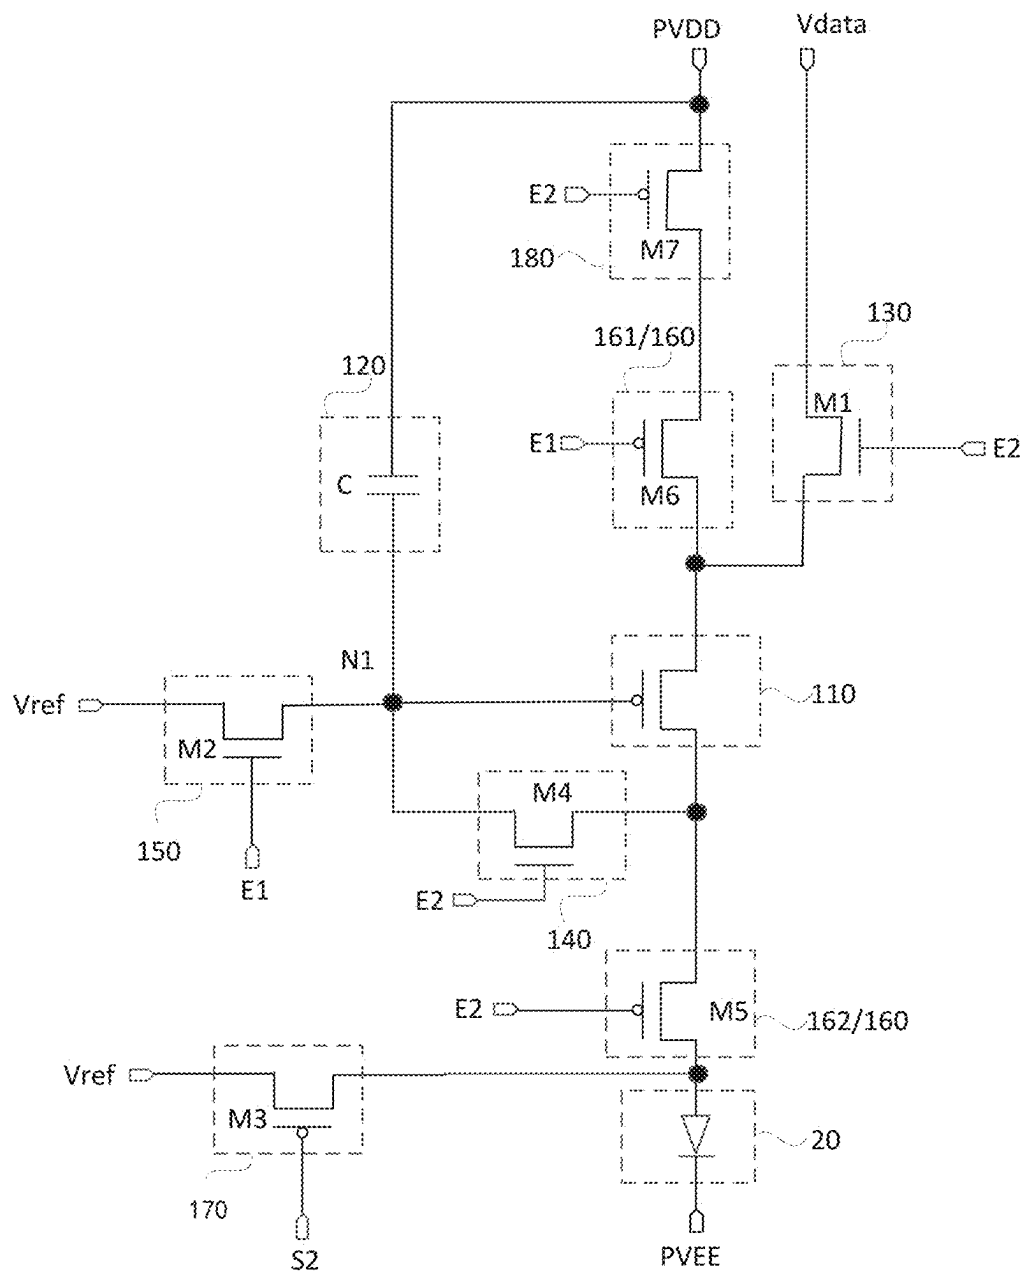 PVDD Vdata
E2
M7
180
161/160
130
120
M1
E1
E2
C
M6
N1
Vref
110
M2
M4
150
E1
E2
140
E2
M5
162/160
Vref
M3
20
170
S2
PVEE